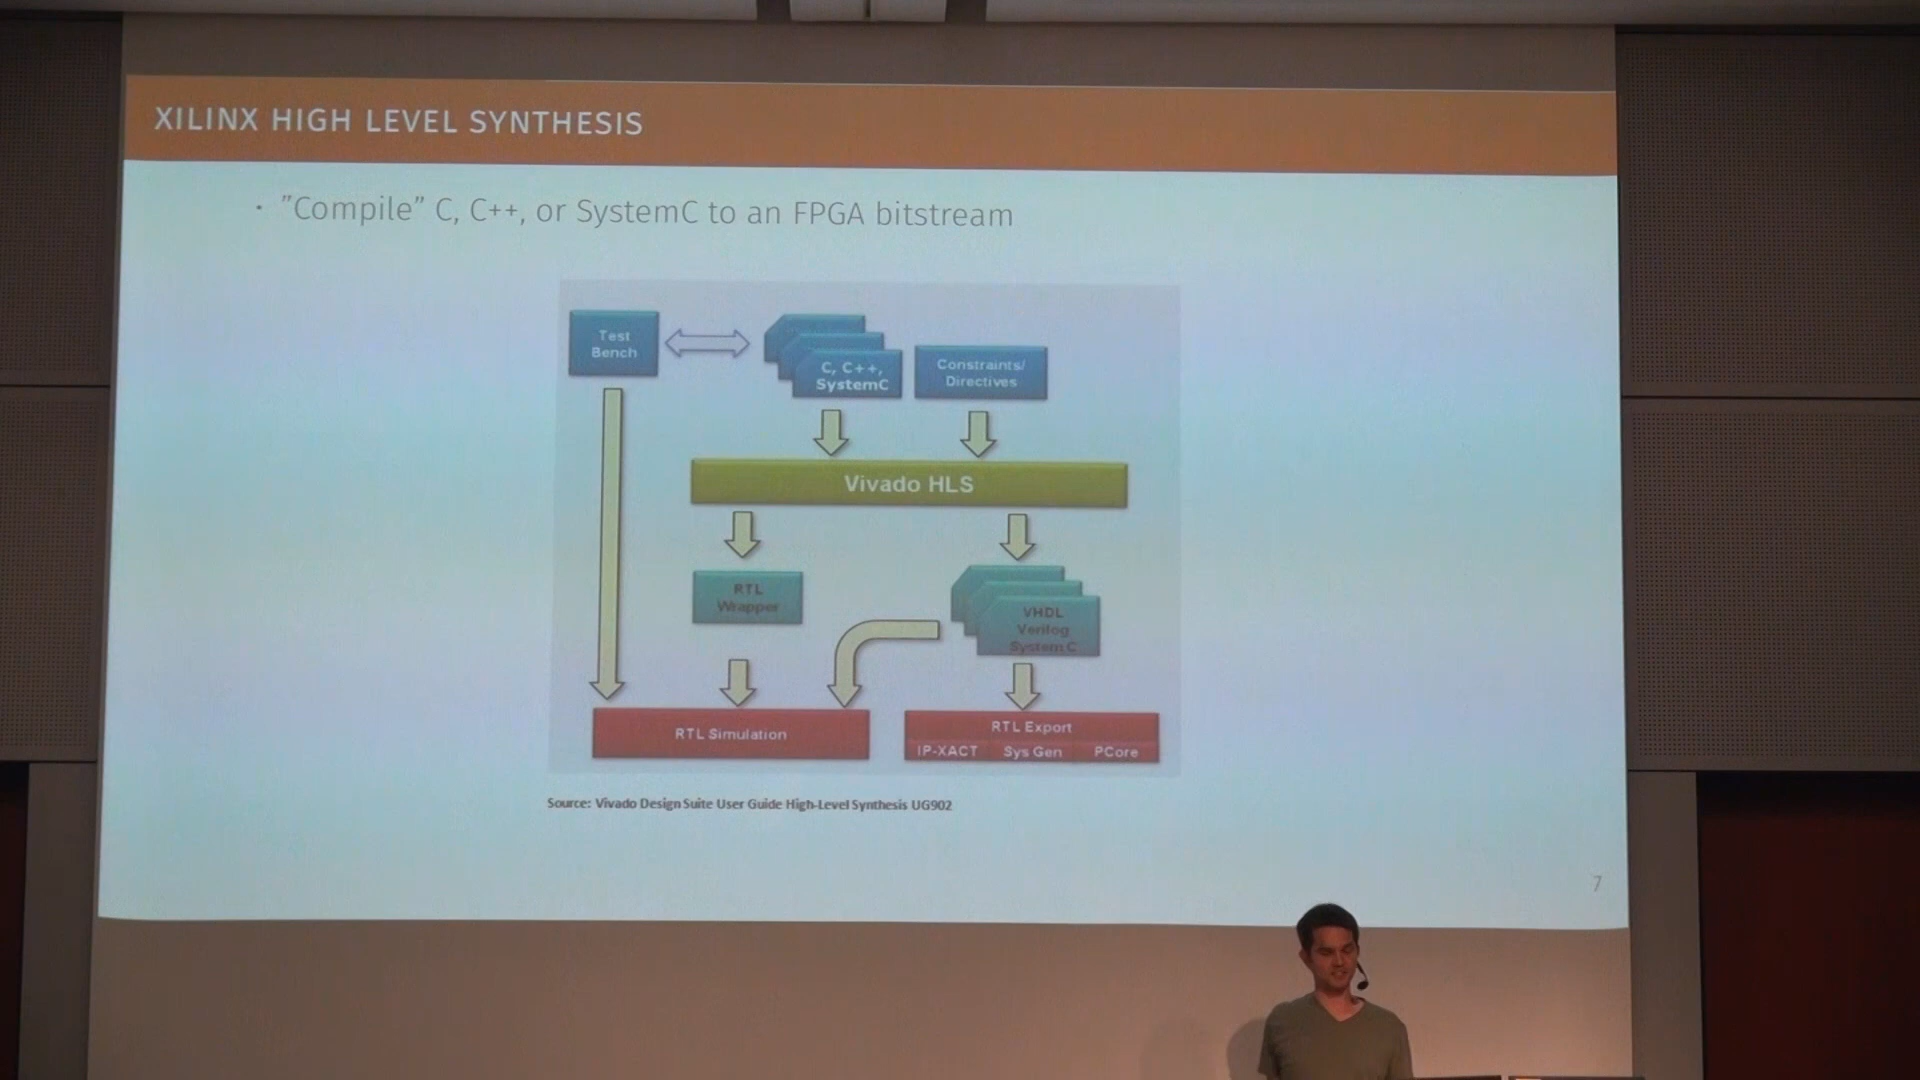 XILINX HIGH LEVEL SYNTHESIS
· "Compile" C, C++, or SystemC to an FPGA bitstream
Test
Bench
C, C++,
SystemC
Constraints/
Directives
Vivado HLS
RTL
Wrapper
VHDL
Verilog
System C
RTL Simulation
RTL Export
IP-XACT Sys Gen PCore
Source: Vivado Design Suite User Guide High-Level Synthesis UG902
7